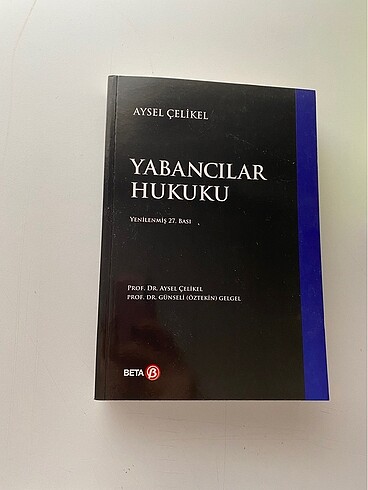 AYSEL ÇELİKEL
YABANCILAR
HUKUKU
YENİLENMİŞ 27. BASI
PROF. DR. AYSEL ÇELİKEL
PROF. DR. GÜNSELİ (ÖZTEKİN) GELGEL
BETA β